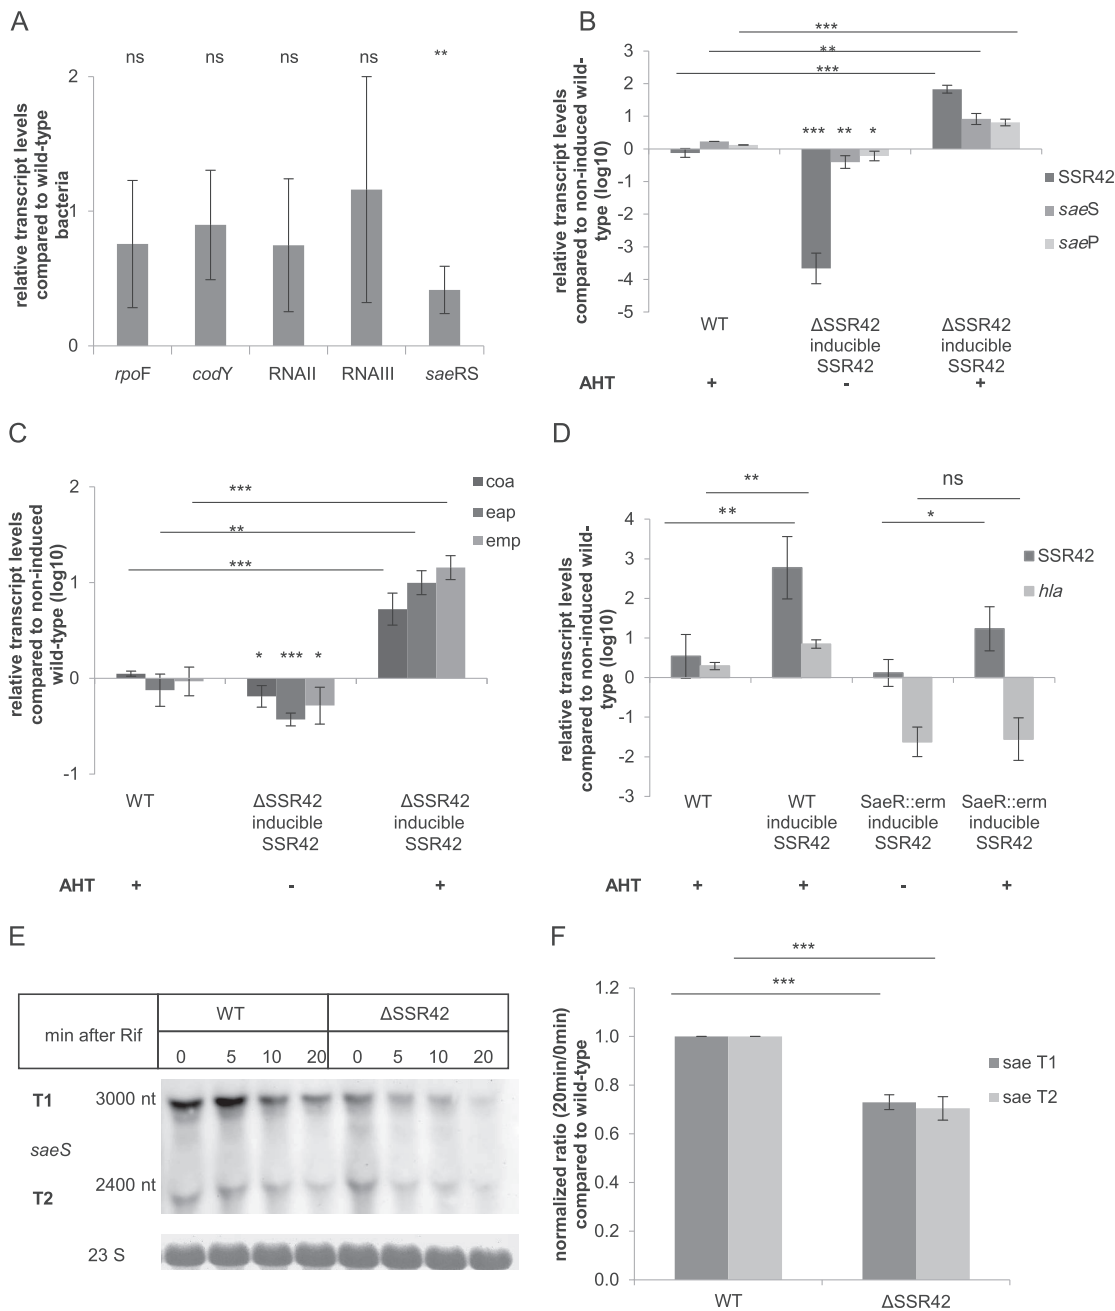 A
ns
ns
ns
ns
**
2
1
0
relative transcript levels
compared to wild-type
bacteria
rpoF
codY
RNAII
RNAIII
saeRS
B
***
**
***
3
2
1
0
-1
-2
-3
-4
-5
relative transcript levels
compared to non-induced wild-
type (log10)
***
**
*
SSR42
saeS
saeP
WT
ΔSSR42
inducible
SSR42
ΔSSR42
inducible
SSR42
AHT
+
-
+
C
2
1
0
-1
relative transcript levels
compared to non-induced
wild-type (log10)
***
**
***
*
***
*
coa
eap
emp
WT
ΔSSR42
inducible
SSR42
ΔSSR42
inducible
SSR42
AHT
+
-
+
D
**
ns
**
*
4
3
2
1
0
-1
-2
-3
relative transcript levels
compared to non-induced wild-
type (log10)
SSR42
hla
WT
WT
inducible
SSR42
SaeR::erm
inducible
SSR42
SaeR::erm
inducible
SSR42
AHT
+
+
-
+
E
min after Rif
WT
ΔSSR42
0 5 10 20 0 5 10 20
T1 3000 nt
saeS
T2 2400 nt
23 S
F
***
***
1.2
1.0
0.8
0.6
0.4
0.2
0.0
normalized ratio (20min/0min)
compared to wild-type
sae T1
sae T2
WT
ΔSSR42